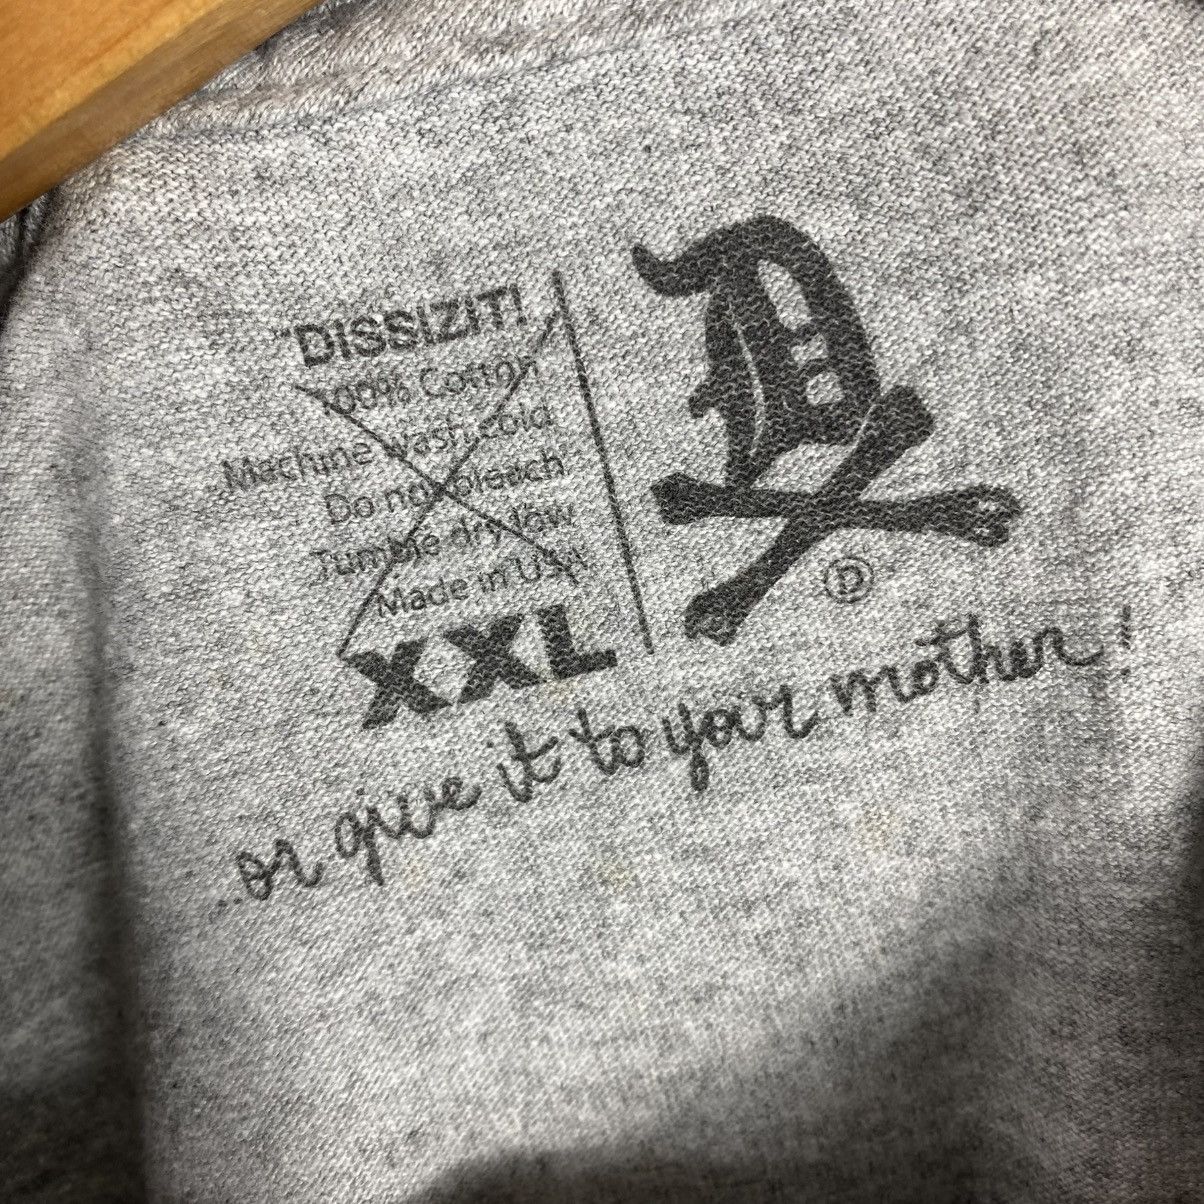 "DISSIZIT!
100% Cotton
Machine wash cold
Do not bleach
Tumble dry low
Made in USA
XXL
D
D
...or give it to your mother!